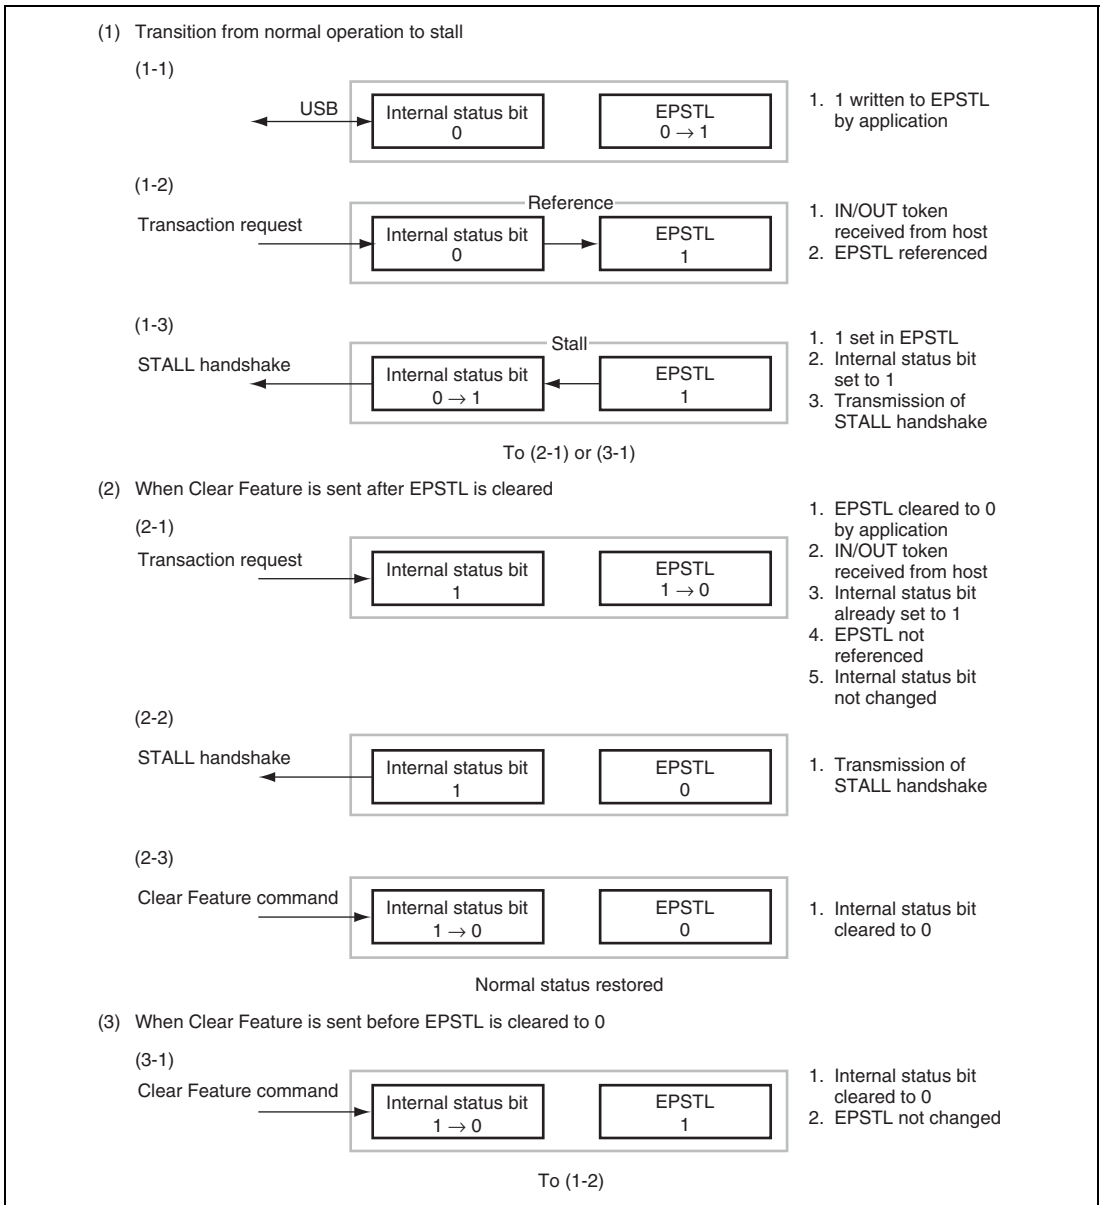 (1) Transition from normal operation to stall
(1-1)
USB
Internal status bit
0
EPSTL
0 → 1
1. 1 written to EPSTL
by application
(1-2)
Transaction request
Reference
Internal status bit
0
EPSTL
1
1. IN/OUT token
received from host
2. EPSTL referenced
(1-3)
STALL handshake
Stall
Internal status bit
0 → 1
EPSTL
1
1. 1 set in EPSTL
2. Internal status bit
set to 1
3. Transmission of
STALL handshake
To (2-1) or (3-1)
(2) When Clear Feature is sent after EPSTL is cleared
(2-1)
Transaction request
Internal status bit
1
EPSTL
1 → 0
1. EPSTL cleared to 0
by application
2. IN/OUT token
received from host
3. Internal status bit
already set to 1
4. EPSTL not
referenced
5. Internal status bit
not changed
(2-2)
STALL handshake
Internal status bit
1
EPSTL
0
1. Transmission of
STALL handshake
(2-3)
Clear Feature command
Internal status bit
1 → 0
EPSTL
0
1. Internal status bit
cleared to 0
Normal status restored
(3) When Clear Feature is sent before EPSTL is cleared to 0
(3-1)
Clear Feature command
Internal status bit
1 → 0
EPSTL
1
1. Internal status bit
cleared to 0
2. EPSTL not changed
To (1-2)